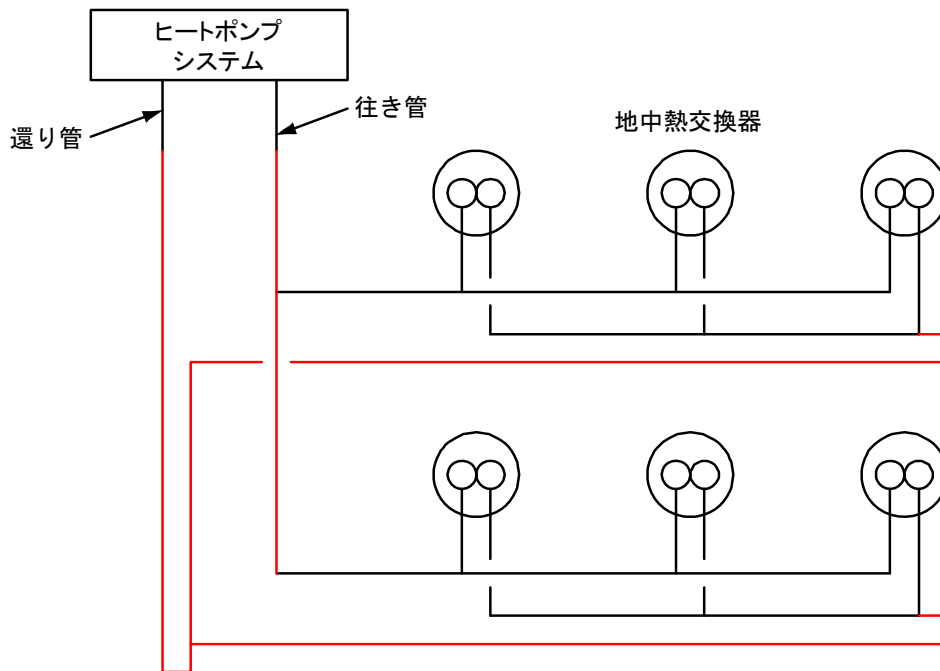 ヒートポンプ
システム
往き管
還り管
地中熱交換器